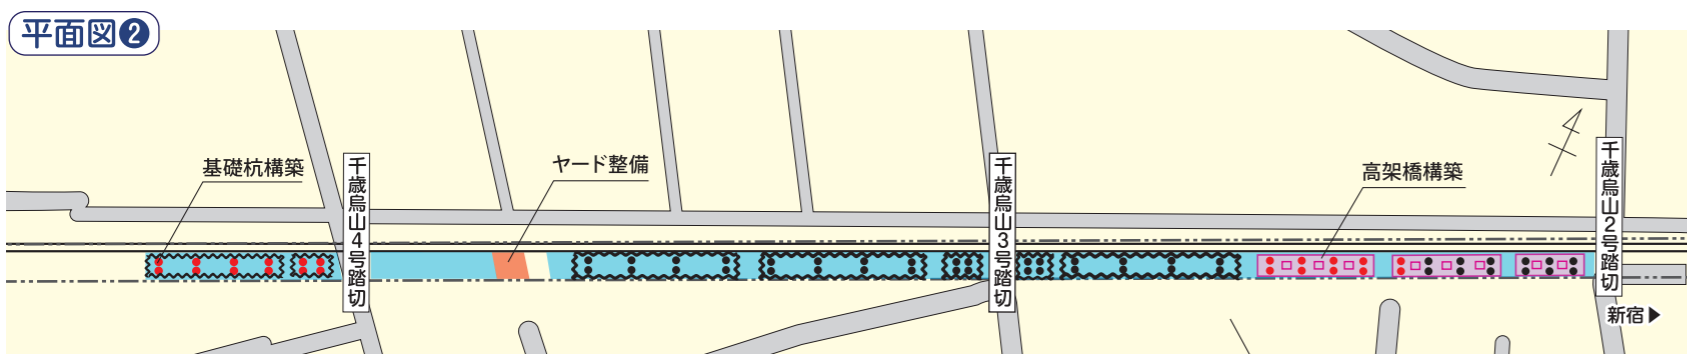 平面図❷
基礎杭構築
千歳烏山4号踏切
ヤード整備
千歳烏山3号踏切
高架橋構築
千歳烏山2号踏切
新宿▶